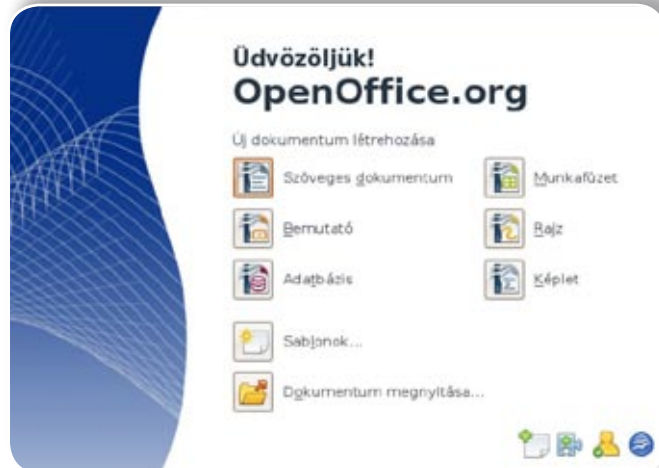 Üdvözöljük!
OpenOffice.org
Új dokumentum létrehozása
Szöveges dokumentum
Munkafüzet
Bemutató
Rajz
Adatbázis
Képlet
Sablonok...
Dokumentum megnyitása...